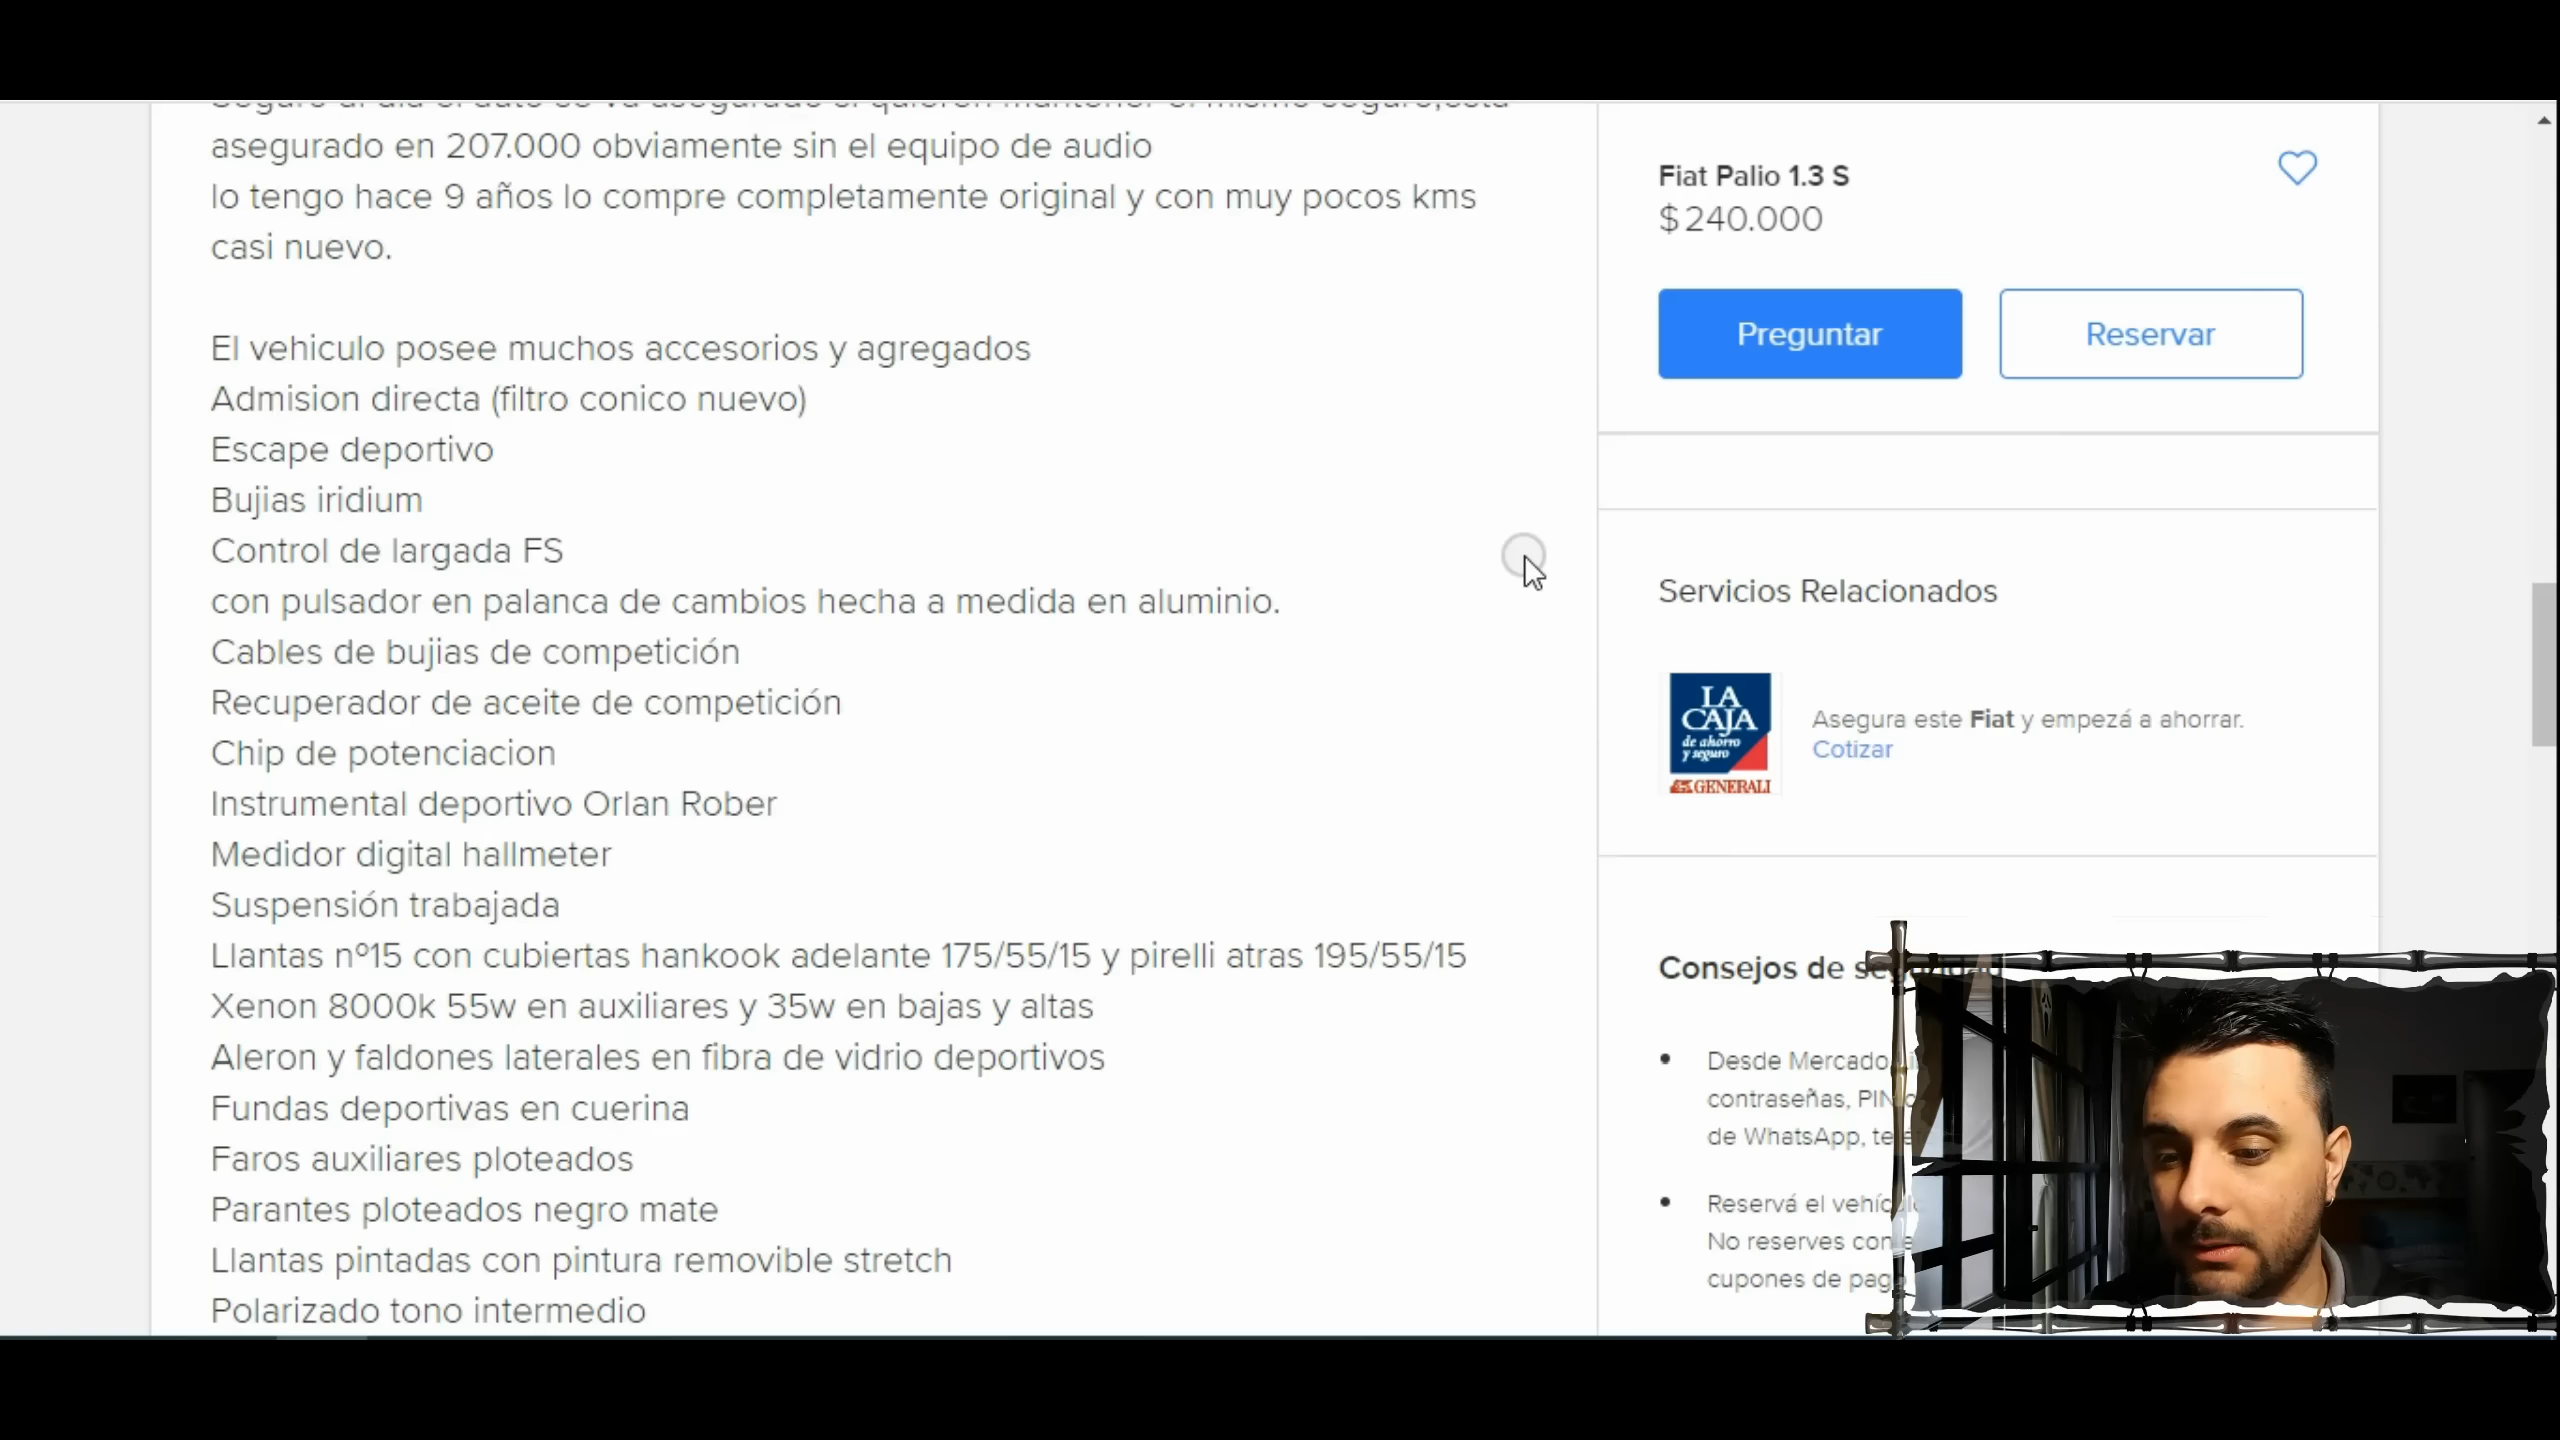 asegurado en 207.000 obviamente sin el equipo de audio
lo tengo hace 9 años lo compre completamente original y con muy pocos kms
casi nuevo.
El vehiculo posee muchos accesorios y agregados
Admision directa (filtro conico nuevo)
Escape deportivo
Bujias iridium
Control de largada FS
con pulsador en palanca de cambios hecha a medida en aluminio.
Cables de bujias de competición
Recuperador de aceite de competición
Chip de potenciacion
Instrumental deportivo Orlan Rober
Medidor digital hallmeter
Suspensión trabajada
Llantas nº15 con cubiertas hankook adelante 175/55/15 y pirelli atras 195/55/15
Xenon 8000k 55w en auxiliares y 35w en bajas y altas
Aleron y faldones laterales en fibra de vidrio deportivos
Fundas deportivas en cuerina
Faros auxiliares ploteados
Parantes ploteados negro mate
Llantas pintadas con pintura removible stretch
Polarizado tono intermedio
Fiat Palio 1.3 S
$ 240.000
Preguntar
Reservar
Servicios Relacionados
LA
CAJA
de ahorro
y seguro
GENERALI
Asegura este Fiat y empezá a ahorrar.
Cotizar
Consejos de seguridad
Desde Mercado
contraseñas, PIN
de WhatsApp,
Reservá el
No reserves con
cupones de